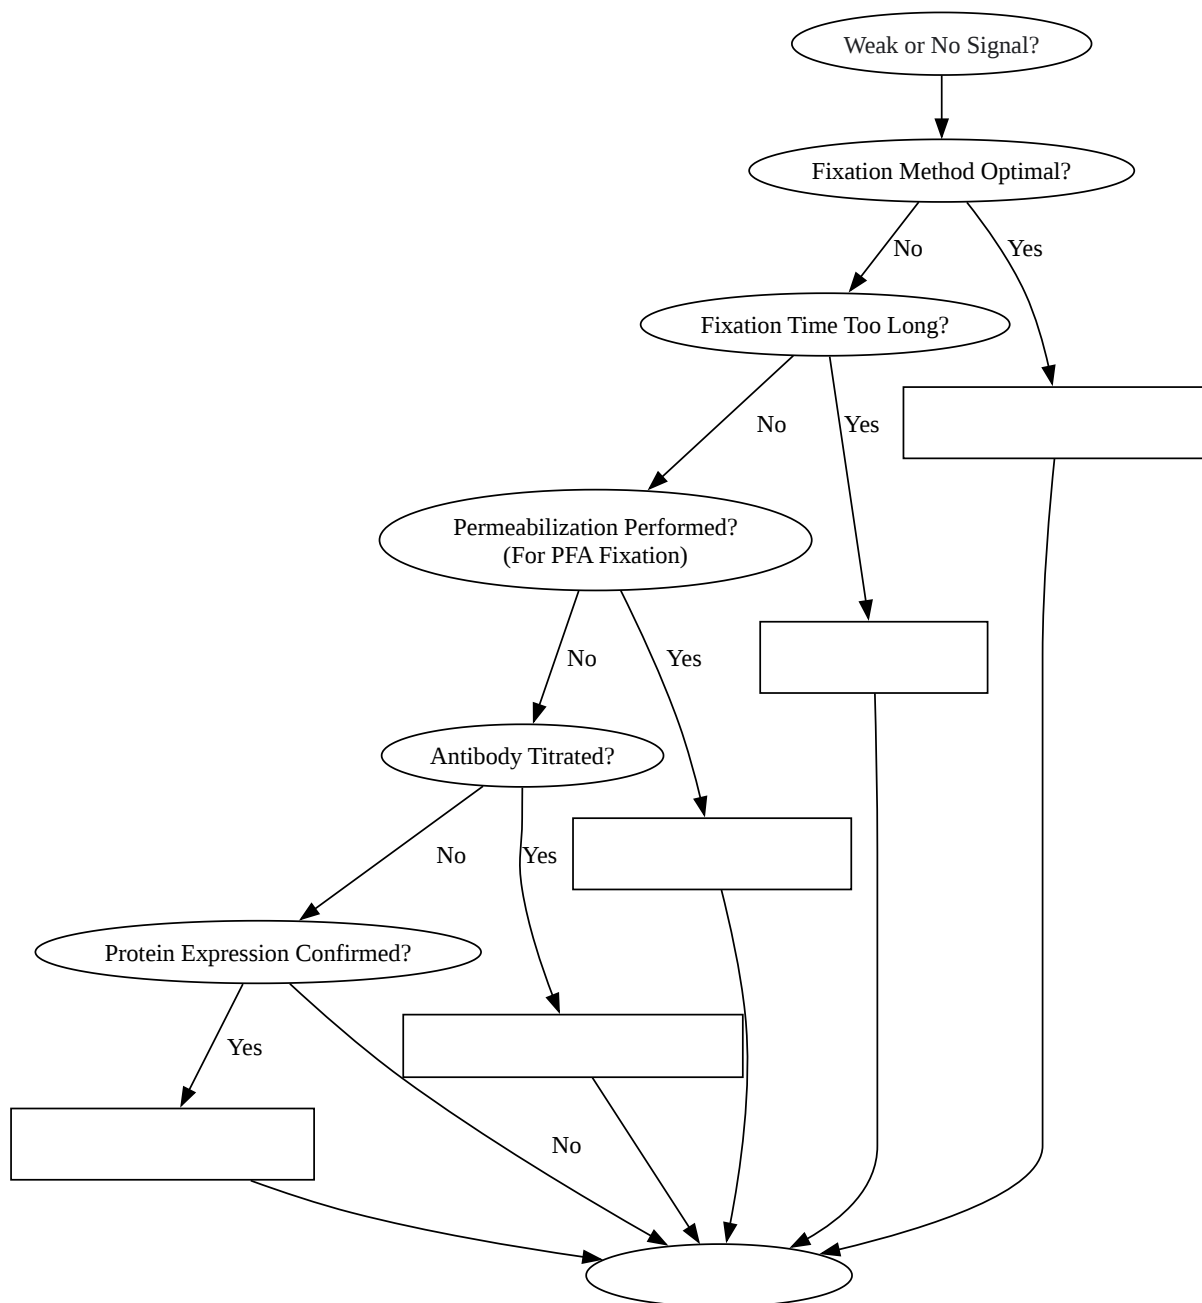 Weak or No Signal?
Fixation Method Optimal?
No
Yes
Fixation Time Too Long?
No
Yes
Permeabilization Performed?
(For PFA Fixation)
No
Yes
Antibody Titrated?
No
Yes
Protein Expression Confirmed?
Yes
No